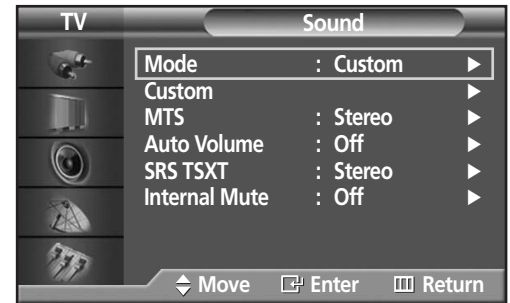 TV Sound
Mode : Custom
Custom
MTS : Stereo
Auto Volume : Off
SRS TSXT : Stereo
Internal Mute : Off
Move Enter Return